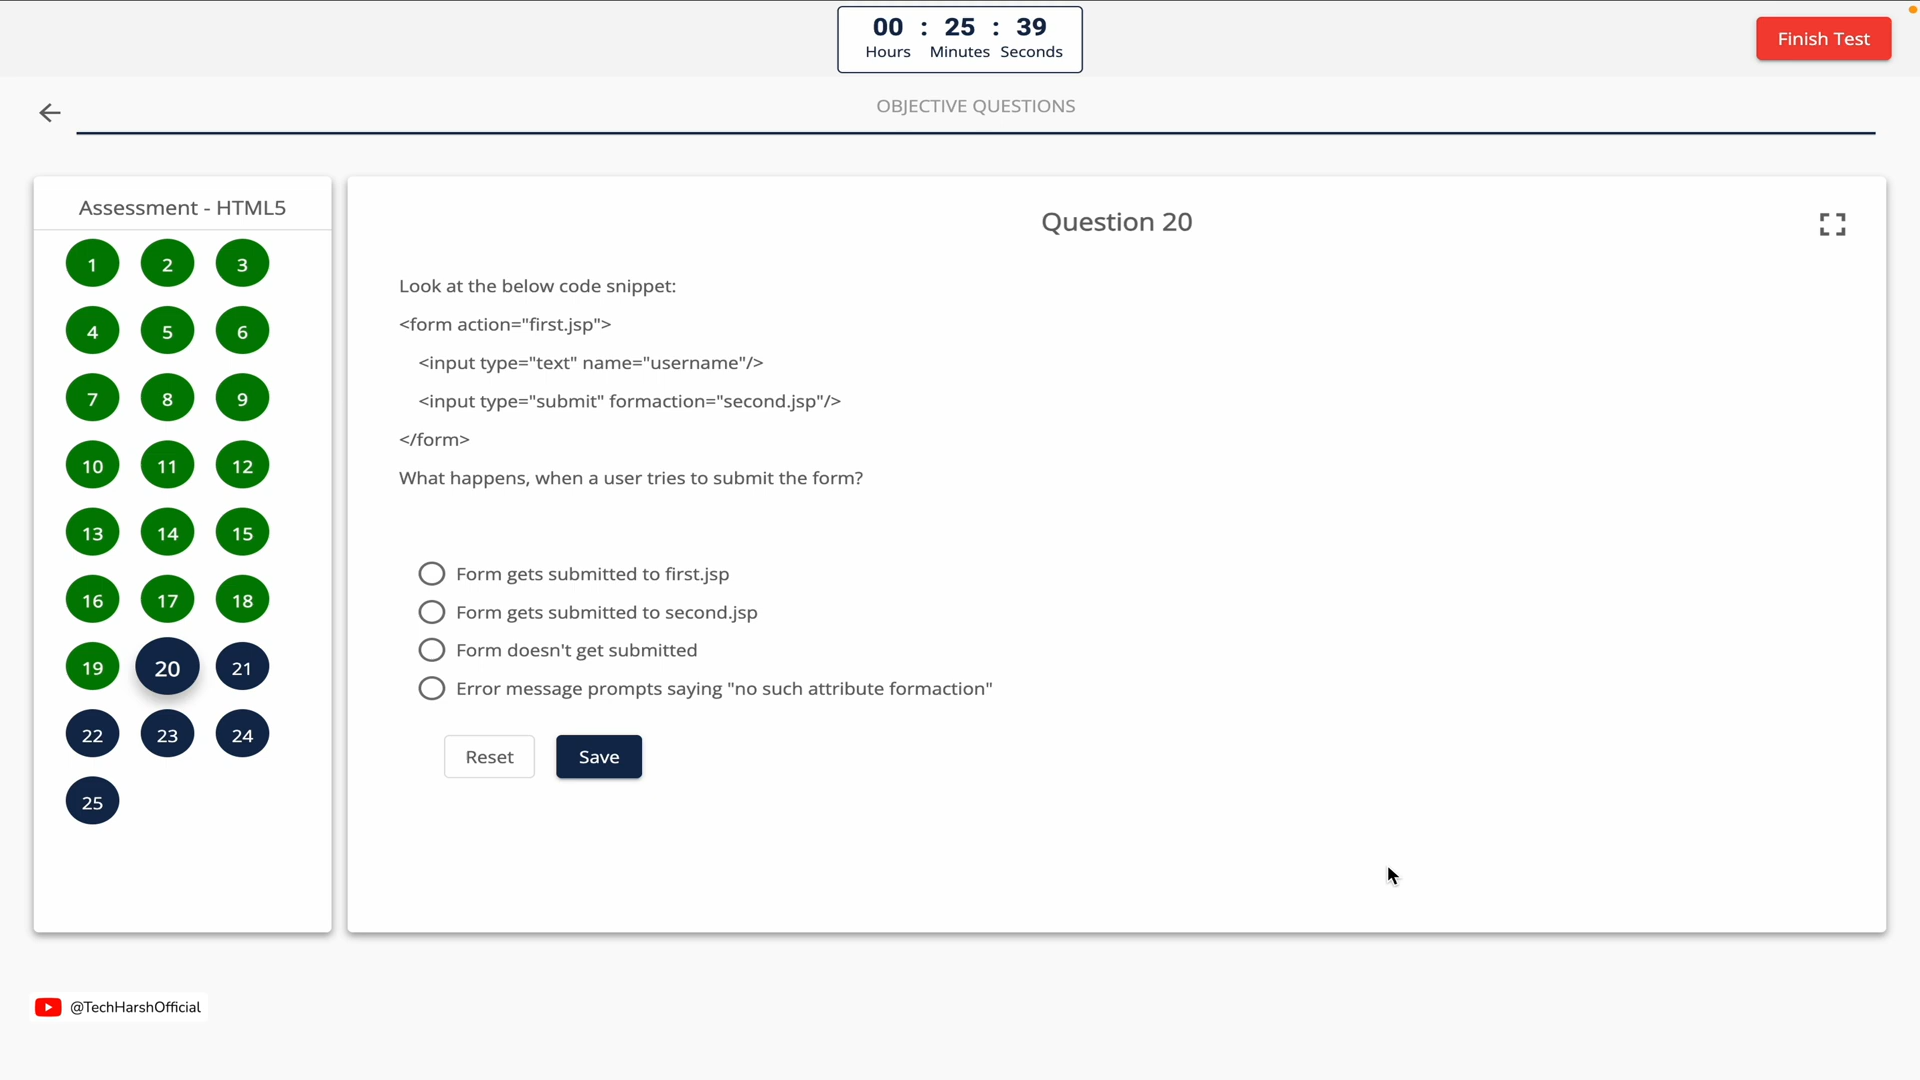 00 : 25 : 39
Hours Minutes Seconds
Finish Test
OBJECTIVE QUESTIONS
Assessment - HTML5
1 2 3
4 5 6
7 8 9
10 11 12
13 14 15
16 17 18
19 20 21
22 23 24
25
Question 20
Look at the below code snippet:
<form action="first.jsp">
<input type="text" name="username"/>
<input type="submit" formaction="second.jsp"/>
</form>
What happens, when a user tries to submit the form?
Form gets submitted to first.jsp
Form gets submitted to second.jsp
Form doesn't get submitted
Error message prompts saying "no such attribute formaction"
Reset Save
@TechHarshOfficial